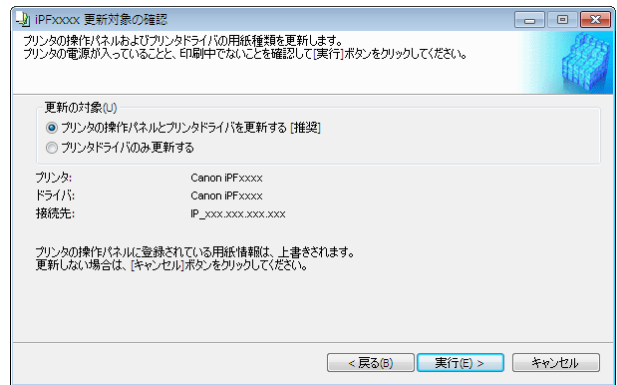 iPFxxxx 更新対象の確認
プリンタの操作パネルおよびプリンタドライバの用紙種類を更新します。
プリンタの電源が入っていることと、印刷中でないことを確認して[実行]ボタンをクリックしてください。
更新の対象(U)
プリンタの操作パネルとプリンタドライバを更新する [推奨]
プリンタドライバのみ更新する
プリンタ: Canon iPFxxxx
ドライバ: Canon iPFxxxx
接続先: IP_xxx.xxx.xxx.xxx
プリンタの操作パネルに登録されている用紙情報は、上書きされます。
更新しない場合は、[キャンセル]ボタンをクリックしてください。
< 戻る(B) 実行(E) > キャンセル